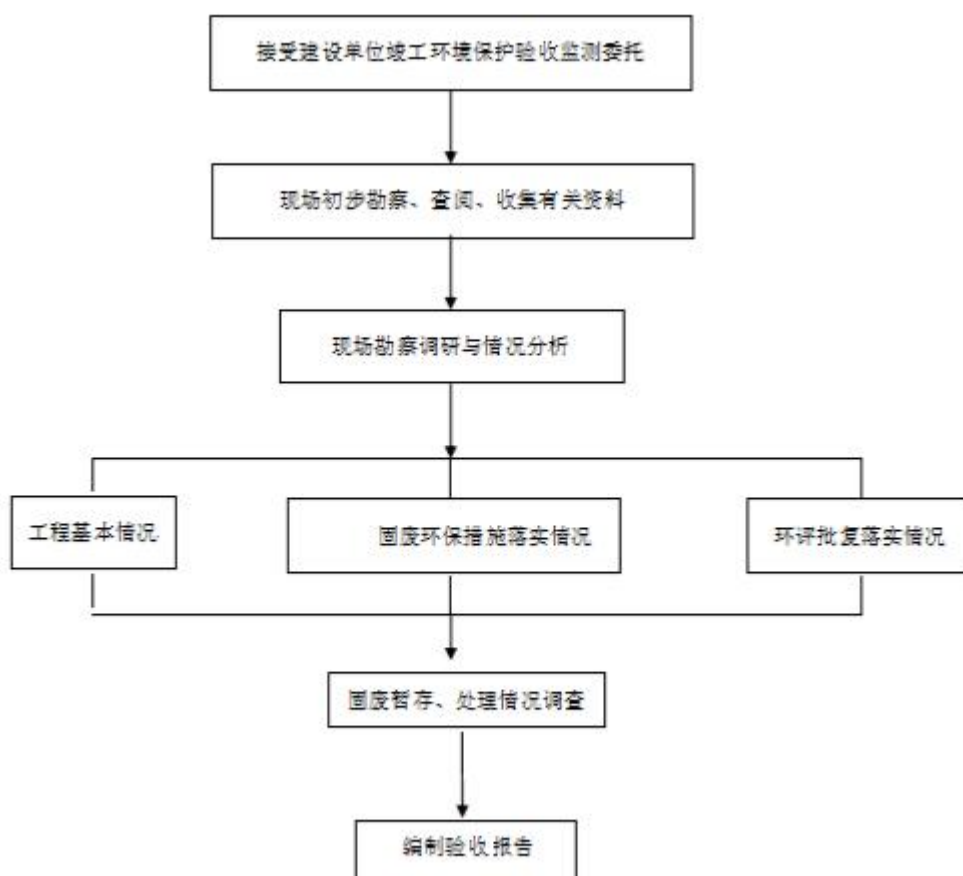 接受建设单位竣工环境保护验收监测委托
现场初步勘察、查阅、收集有关资料
现场勘察调研与情况分析
工程基本情况
固废环保措施落实情况
环评批复落实情况
固废暂存、处理情况调查
编制验收报告